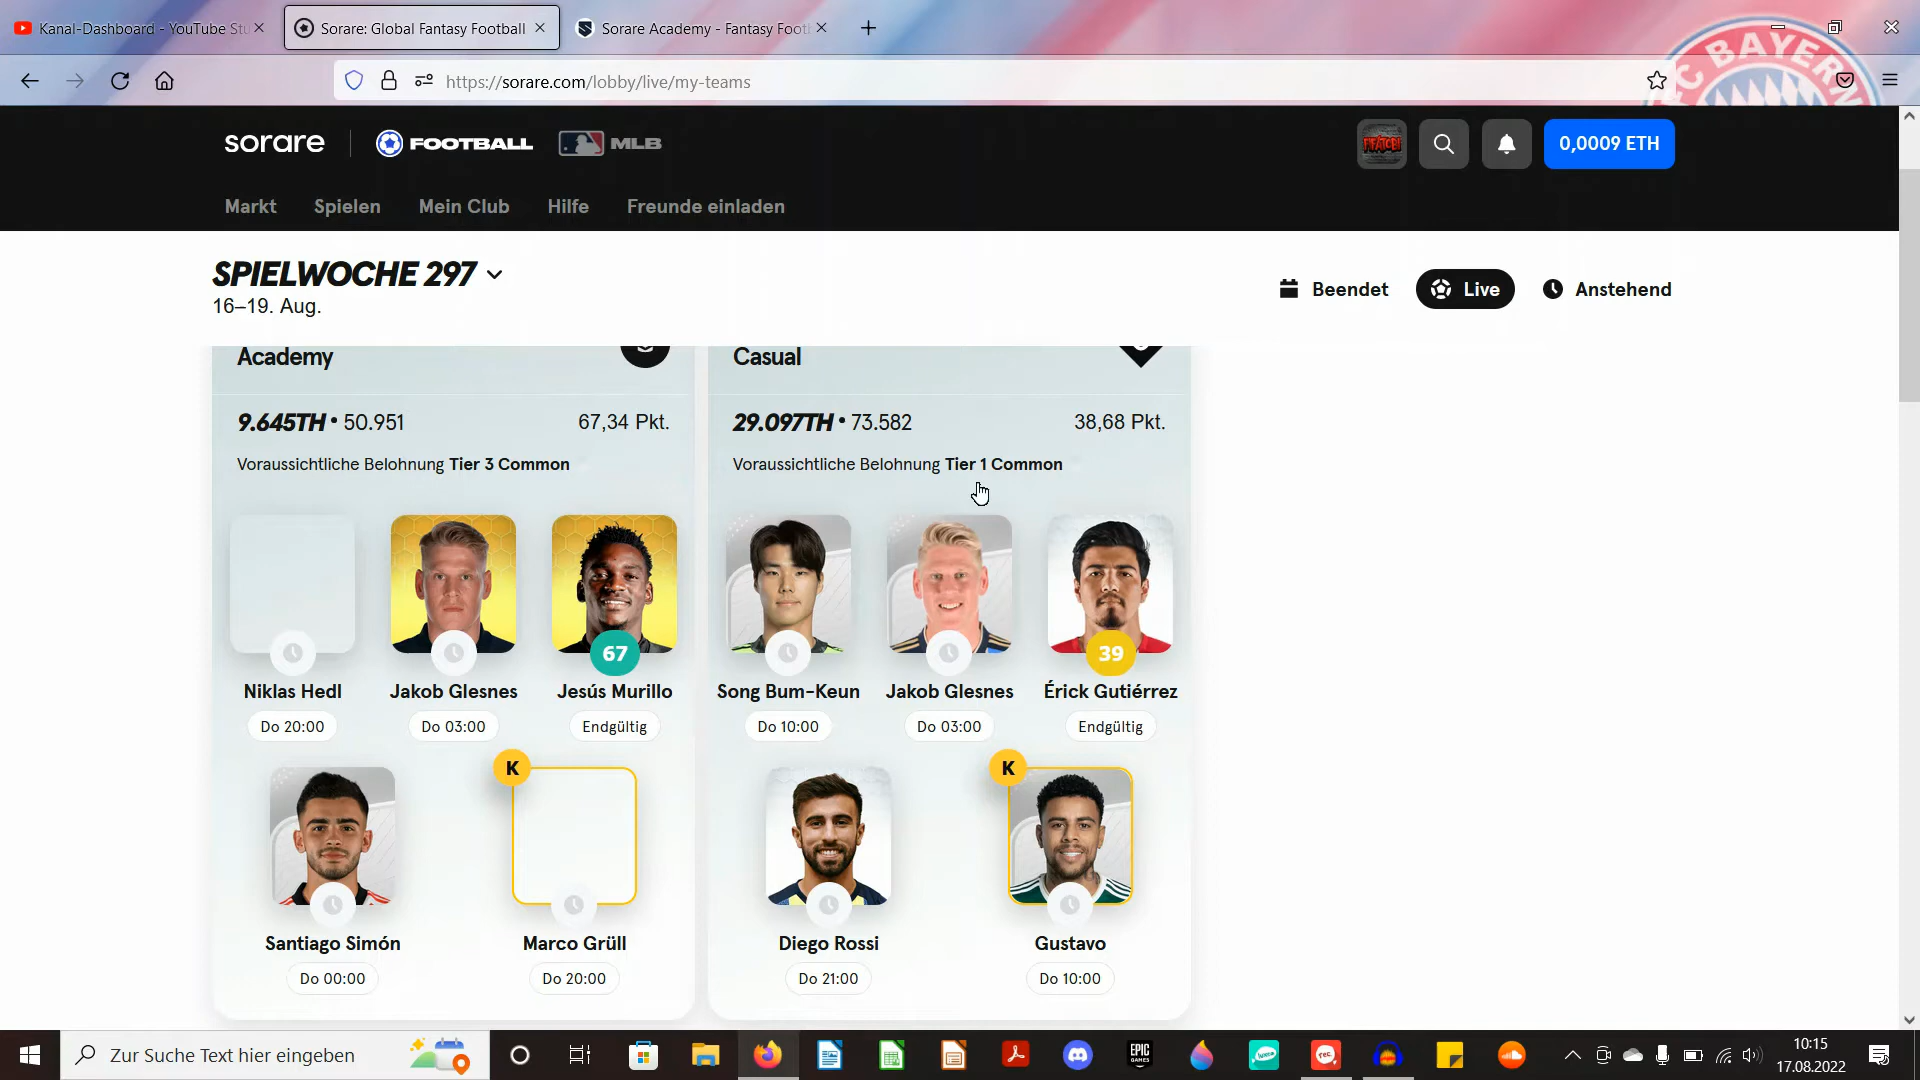 Kanal-Dashboard - YouTube Stu
Sorare: Global Fantasy Football
Sorare Academy - Fantasy Foot
https://sorare.com/lobby/live/my-teams
FC BAYERN
sorare
FOOTBALL
MLB
FIFATOBI
0,0009 ETH
Markt
Spielen
Mein Club
Hilfe
Freunde einladen
SPIELWOCHE 297
16–19. Aug.
Beendet
Live
Anstehend
Academy
9.645TH • 50.951
67,34 Pkt.
Voraussichtliche Belohnung Tier 3 Common
67
Niklas Hedl
Jakob Glesnes
Jesús Murillo
Do 20:00
Do 03:00
Endgültig
K
Santiago Simón
Marco Grüll
Do 00:00
Do 20:00
Casual
29.097TH • 73.582
38,68 Pkt.
Voraussichtliche Belohnung Tier 1 Common
39
Song Bum-Keun
Jakob Glesnes
Érick Gutiérrez
Do 10:00
Do 03:00
Endgültig
K
Diego Rossi
Gustavo
Do 21:00
Do 10:00
Zur Suche Text hier eingeben
EPIC GAMES
rec
10:15
17.08.2022